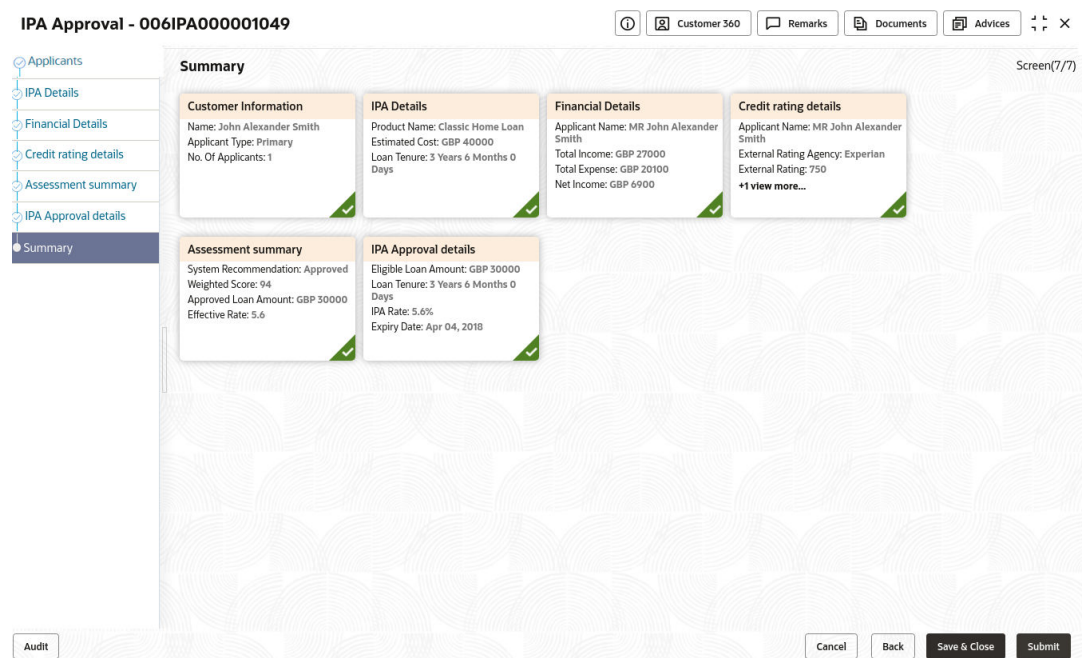 IPA Approval - 006IPA000001049
Customer 360
Remarks
Documents
Advices
Applicants
IPA Details
Financial Details
Credit rating details
Assessment summary
IPA Approval details
Summary
Summary
Screen(7/7)
Customer Information
Name: John Alexander Smith
Applicant Type: Primary
No. Of Applicants: 1
IPA Details
Product Name: Classic Home Loan
Estimated Cost: GBP 40000
Loan Tenure: 3 Years 6 Months 0
Days
Financial Details
Applicant Name: MR John Alexander
Smith
Total Income: GBP 27000
Total Expense: GBP 20100
Net Income: GBP 6900
Credit rating details
Applicant Name: MR John Alexander
Smith
External Rating Agency: Experian
External Rating: 750
+1 view more...
Assessment summary
System Recommendation: Approved
Weighted Score: 94
Approved Loan Amount: GBP 30000
Effective Rate: 5.6
IPA Approval details
Eligible Loan Amount: GBP 30000
Loan Tenure: 3 Years 6 Months 0
Days
IPA Rate: 5.6%
Expiry Date: Apr 04, 2018
Audit
Cancel
Back
Save & Close
Submit